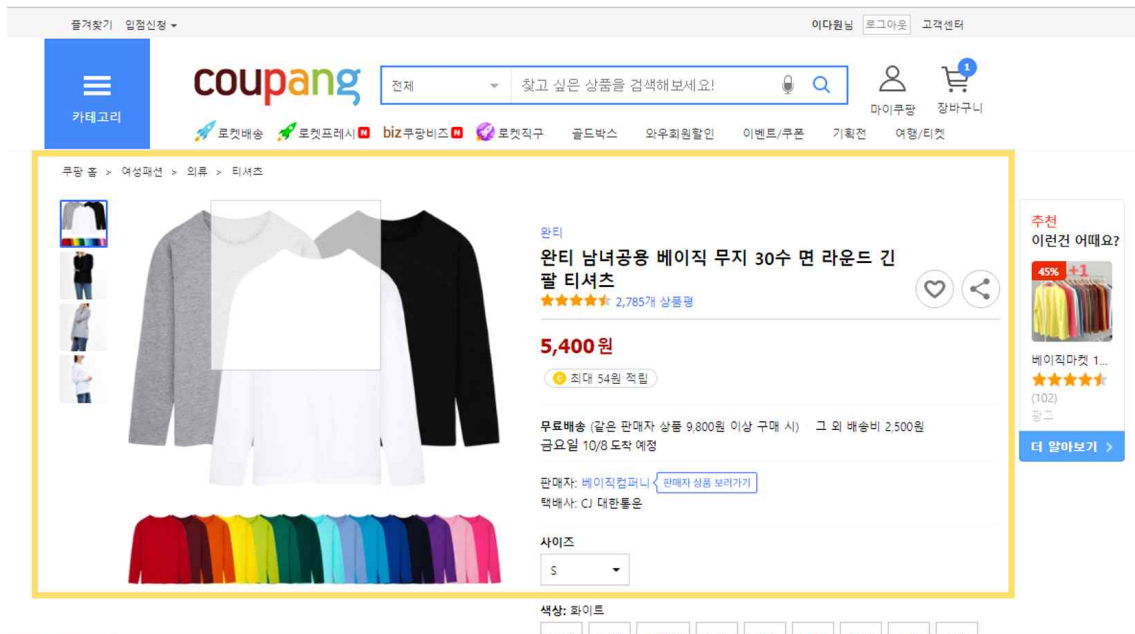 즐겨찾기 입점신청
이다원님 로그아웃 고객센터
카테고리
coupang
전체 찾고 싶은 상품을 검색해보세요!
마이쿠팡
1
장바구니
로켓배송 로켓프레시 N biz 쿠팡비즈 N 로켓직구 골드박스 와우회원할인 이벤트/쿠폰 기획전 여행/티켓
쿠팡 홈 > 여성패션 > 의류 > 티셔츠
완티
완티 남녀공용 베이직 무지 30수 면 라운드 긴
팔 티셔츠
2,785개 상품평
5,400원
최대 54원 적립
무료배송 (같은 판매자 상품 9,800원 이상 구매 시) 그 외 배송비 2,500원
금요일 10/8 도착 예정
판매자: 베이직컴퍼니 판매자 상품 보러가기
택배사: CJ 대한통운
사이즈
S
색상: 화이트
추천
이런건 어때요?
45% +1
베이직마켓 1...
(102)
광고
더 알아보기 >